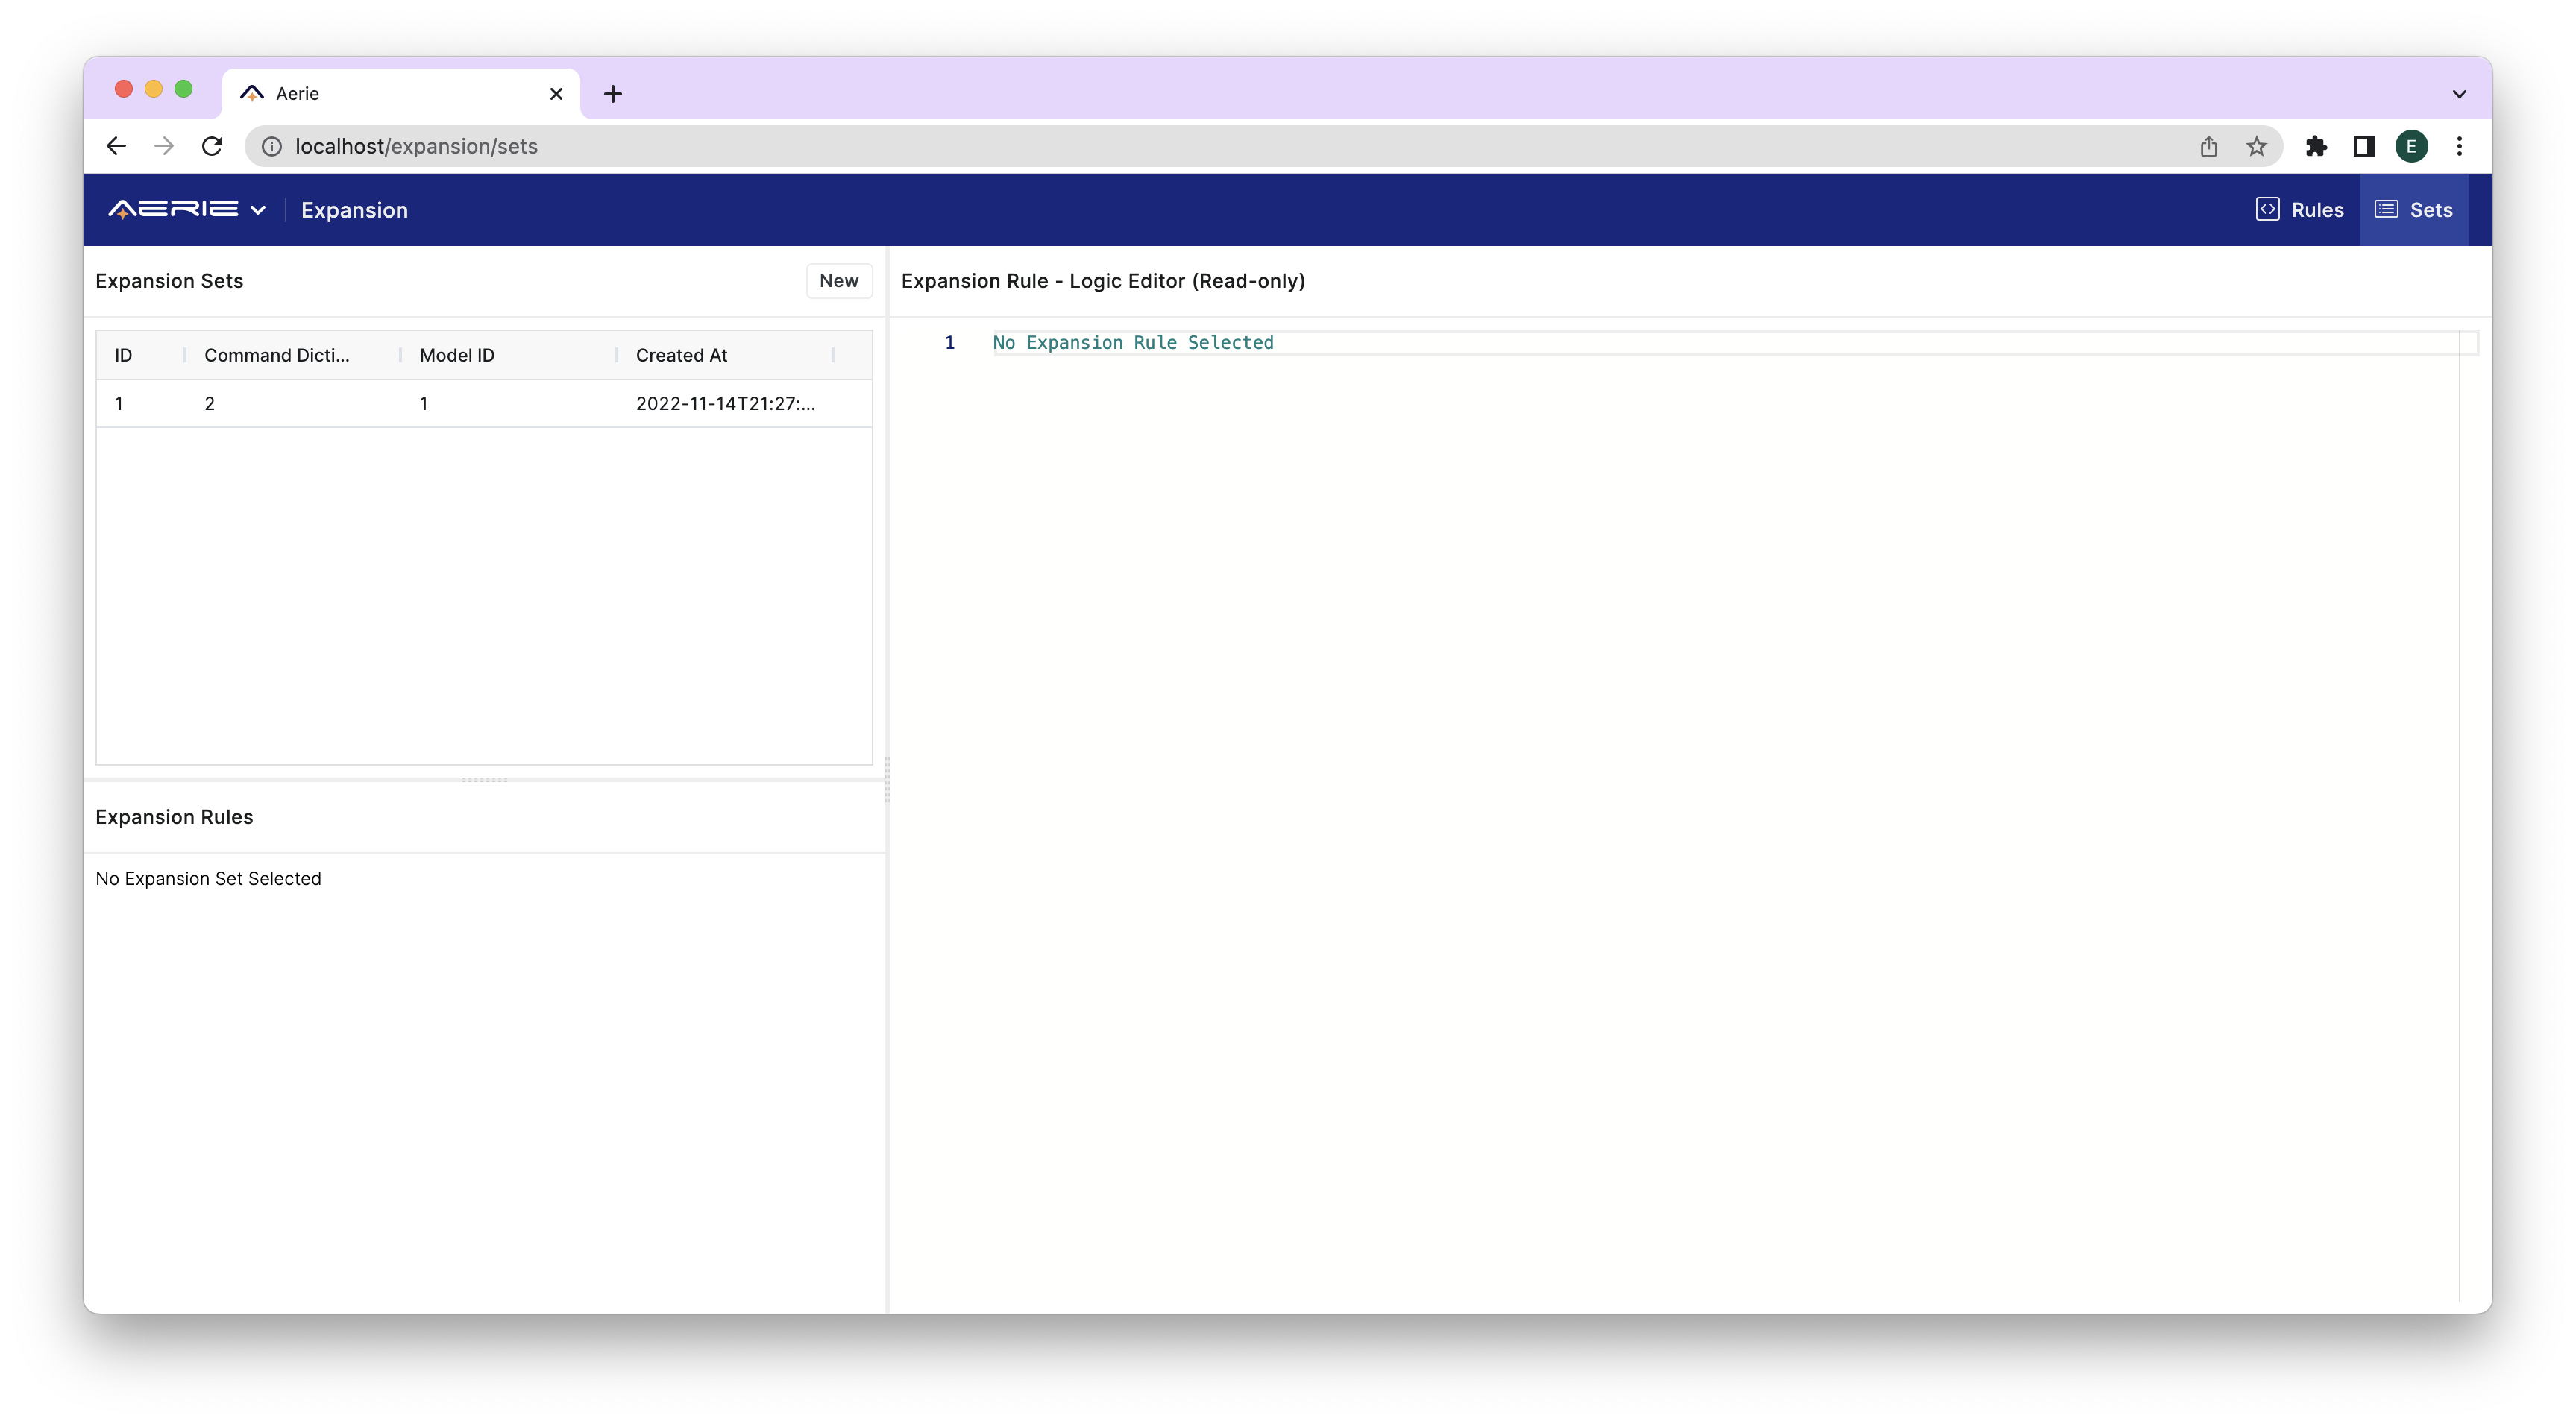 Aerie
localhost/expansion/sets
E
AERIE
Expansion
Rules
Sets
Expansion Sets
New
ID
Command Dicti...
Model ID
Created At
1
2
1
2022-11-14T21:27:...
Expansion Rules
No Expansion Set Selected
Expansion Rule - Logic Editor (Read-only)
1
No Expansion Rule Selected